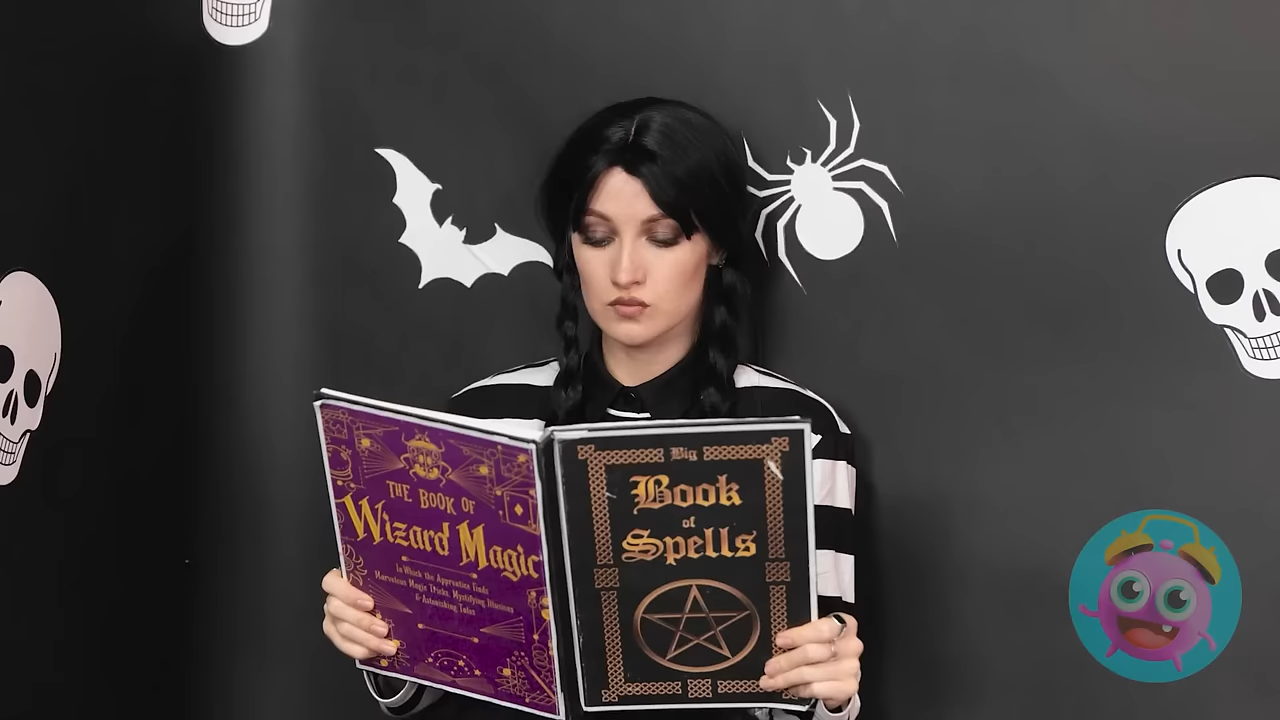 THE BOOK OF
Wizard Magic
In Which the Apprentice Finds
Marvelous Magic Tricks, Mystifying Illusions
& Astonishing Tales
Big
Book
of
Spells